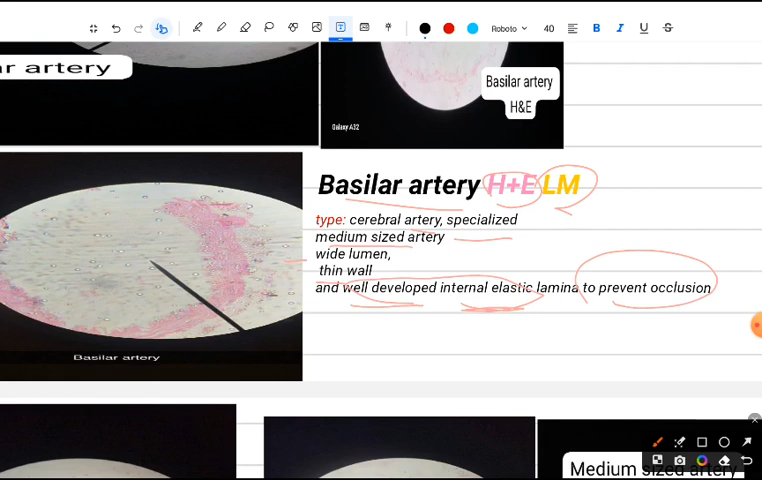 Roboto
40
B
I
U
S
ar artery
Basilar artery
H&E
Galaxy A32
Basilar artery H+E LM
type: cerebral artery, specialized
medium sized artery
wide lumen,
thin wall
and well developed internal elastic lamina to prevent occlusion
Basilar artery
Medium sized artery